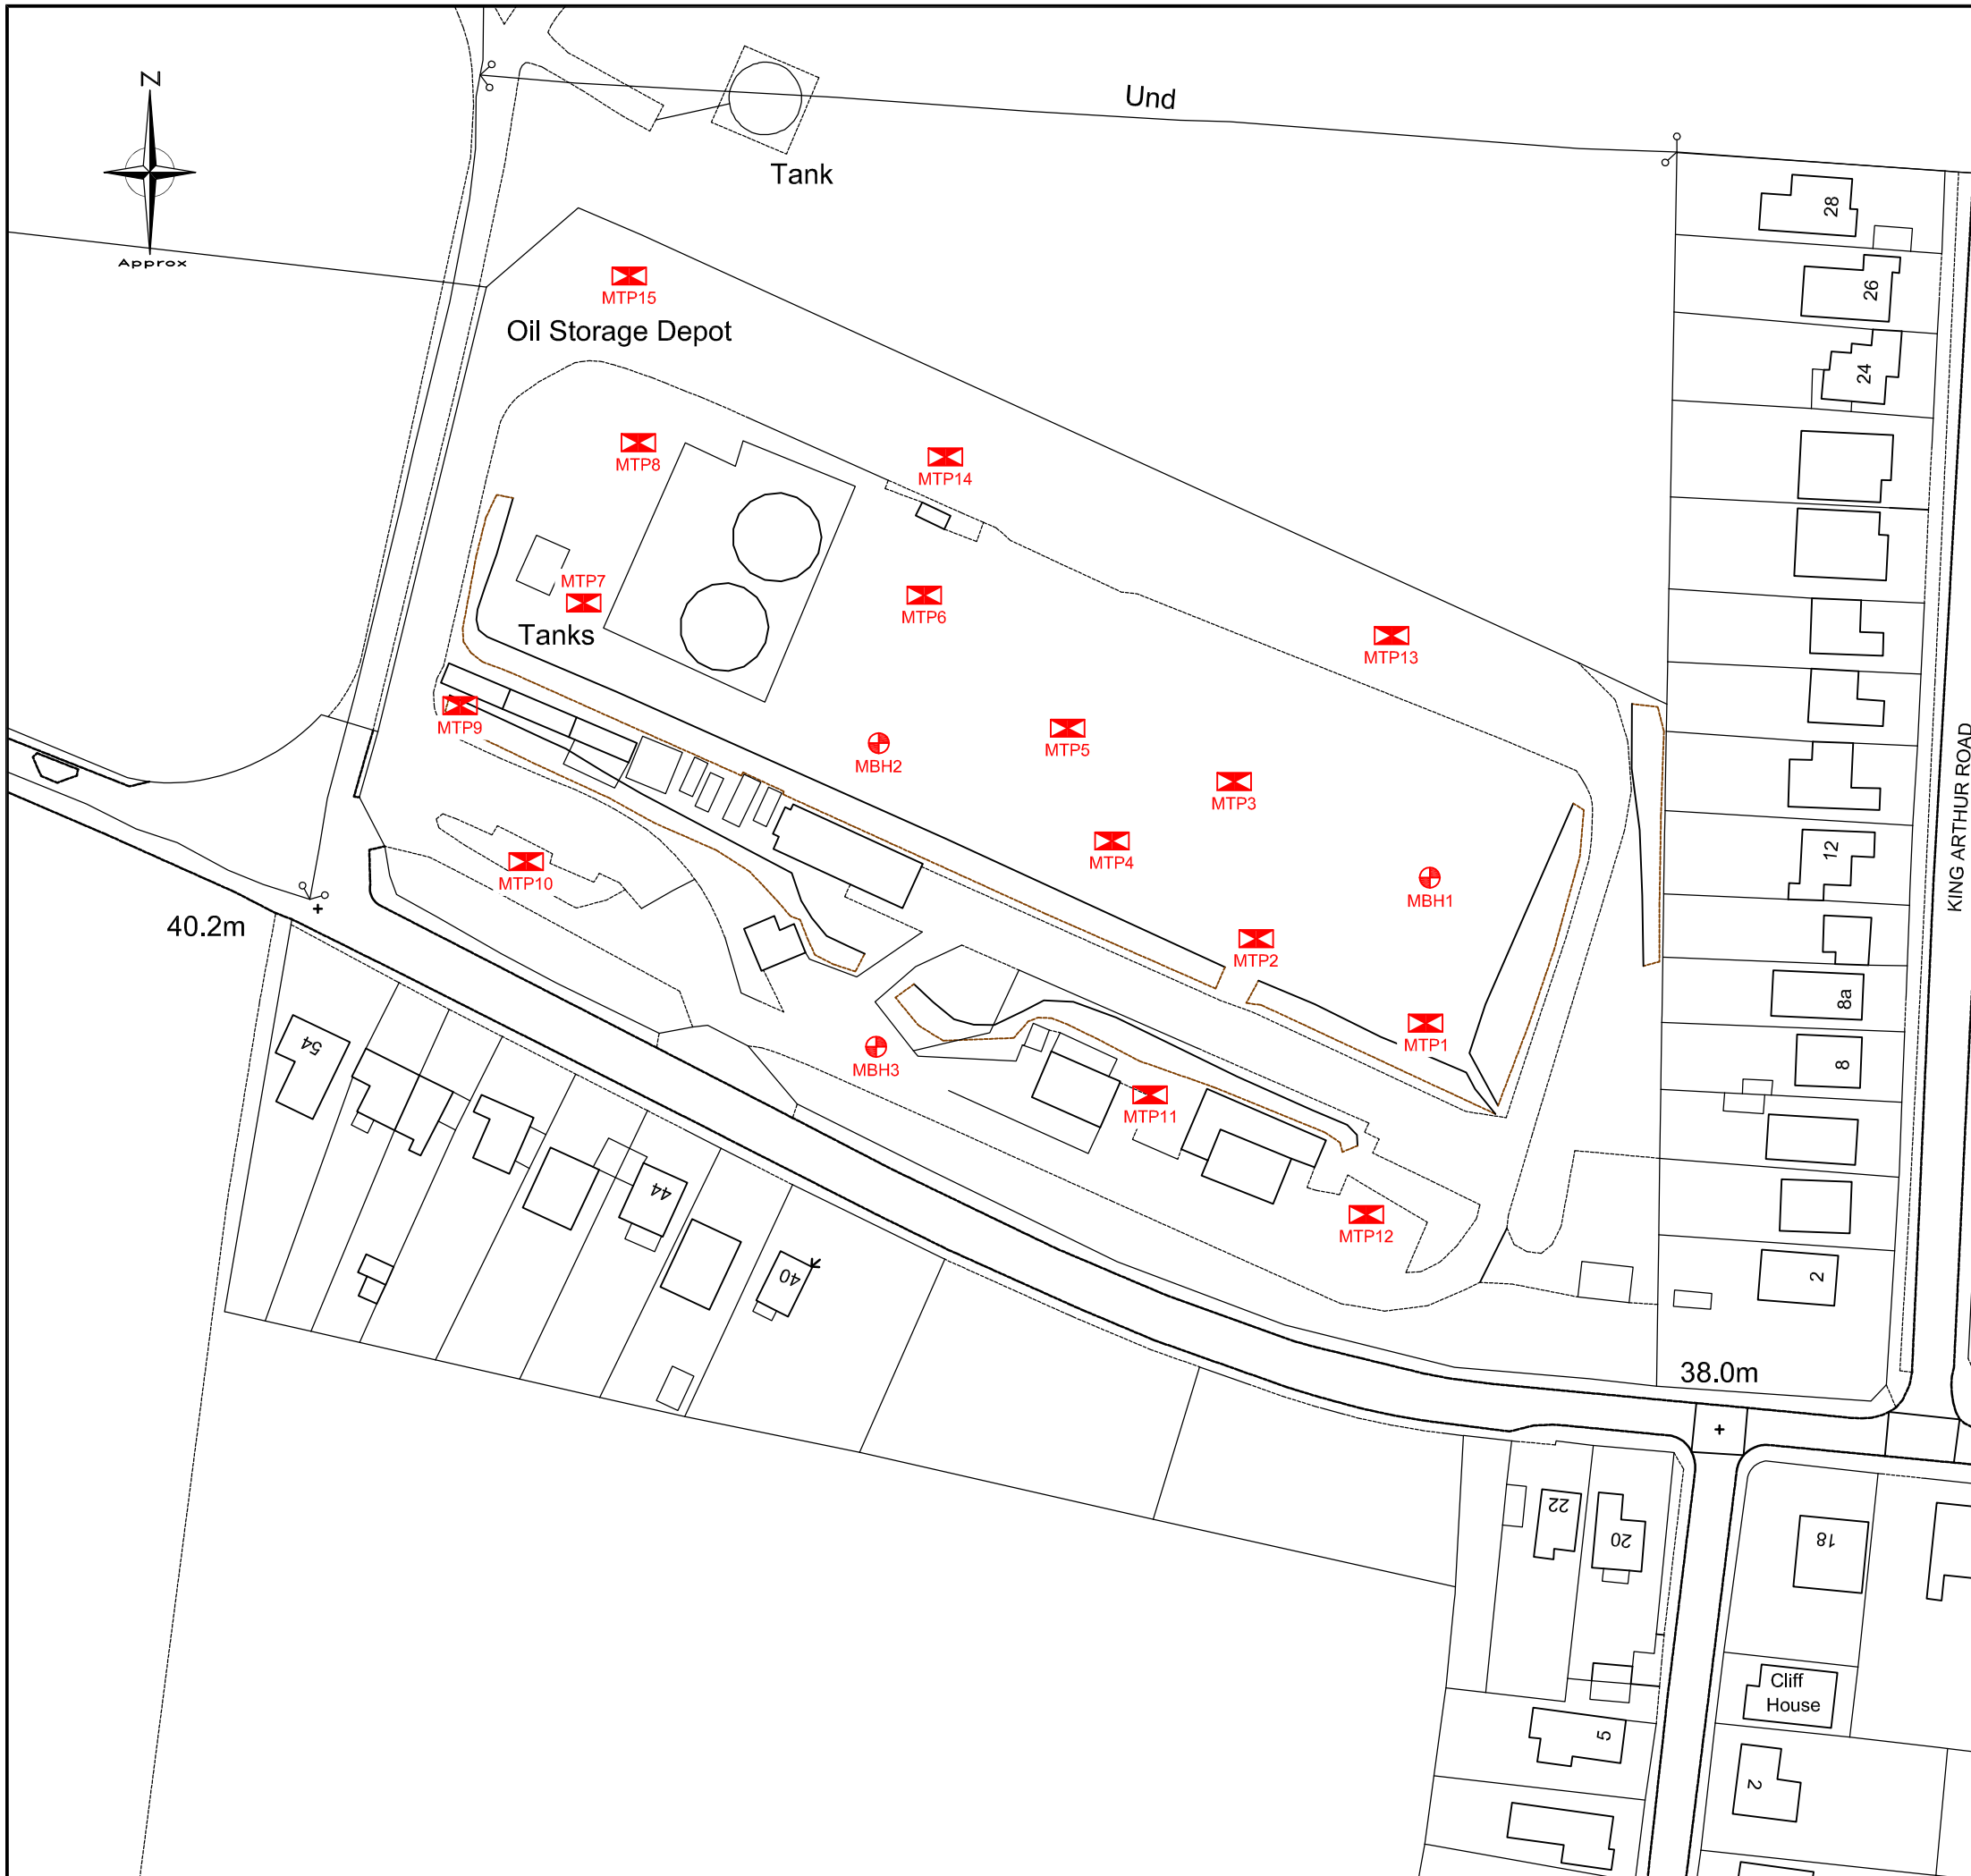 N
Approx
Und
Tank
28
26
24
MTP15
Oil Storage Depot
MTP8
MTP14
MTP7
Tanks
MTP6
MTP13
MTP9
MBH2
MTP5
MTP3
MTP4
MBH1
KING ARTHUR ROAD
12
MTP10
40.2m
MTP2
8a
8
MTP1
MBH3
54
MTP11
44
MTP12
40
2
38.0m
22
20
18
Cliff
House
5
2